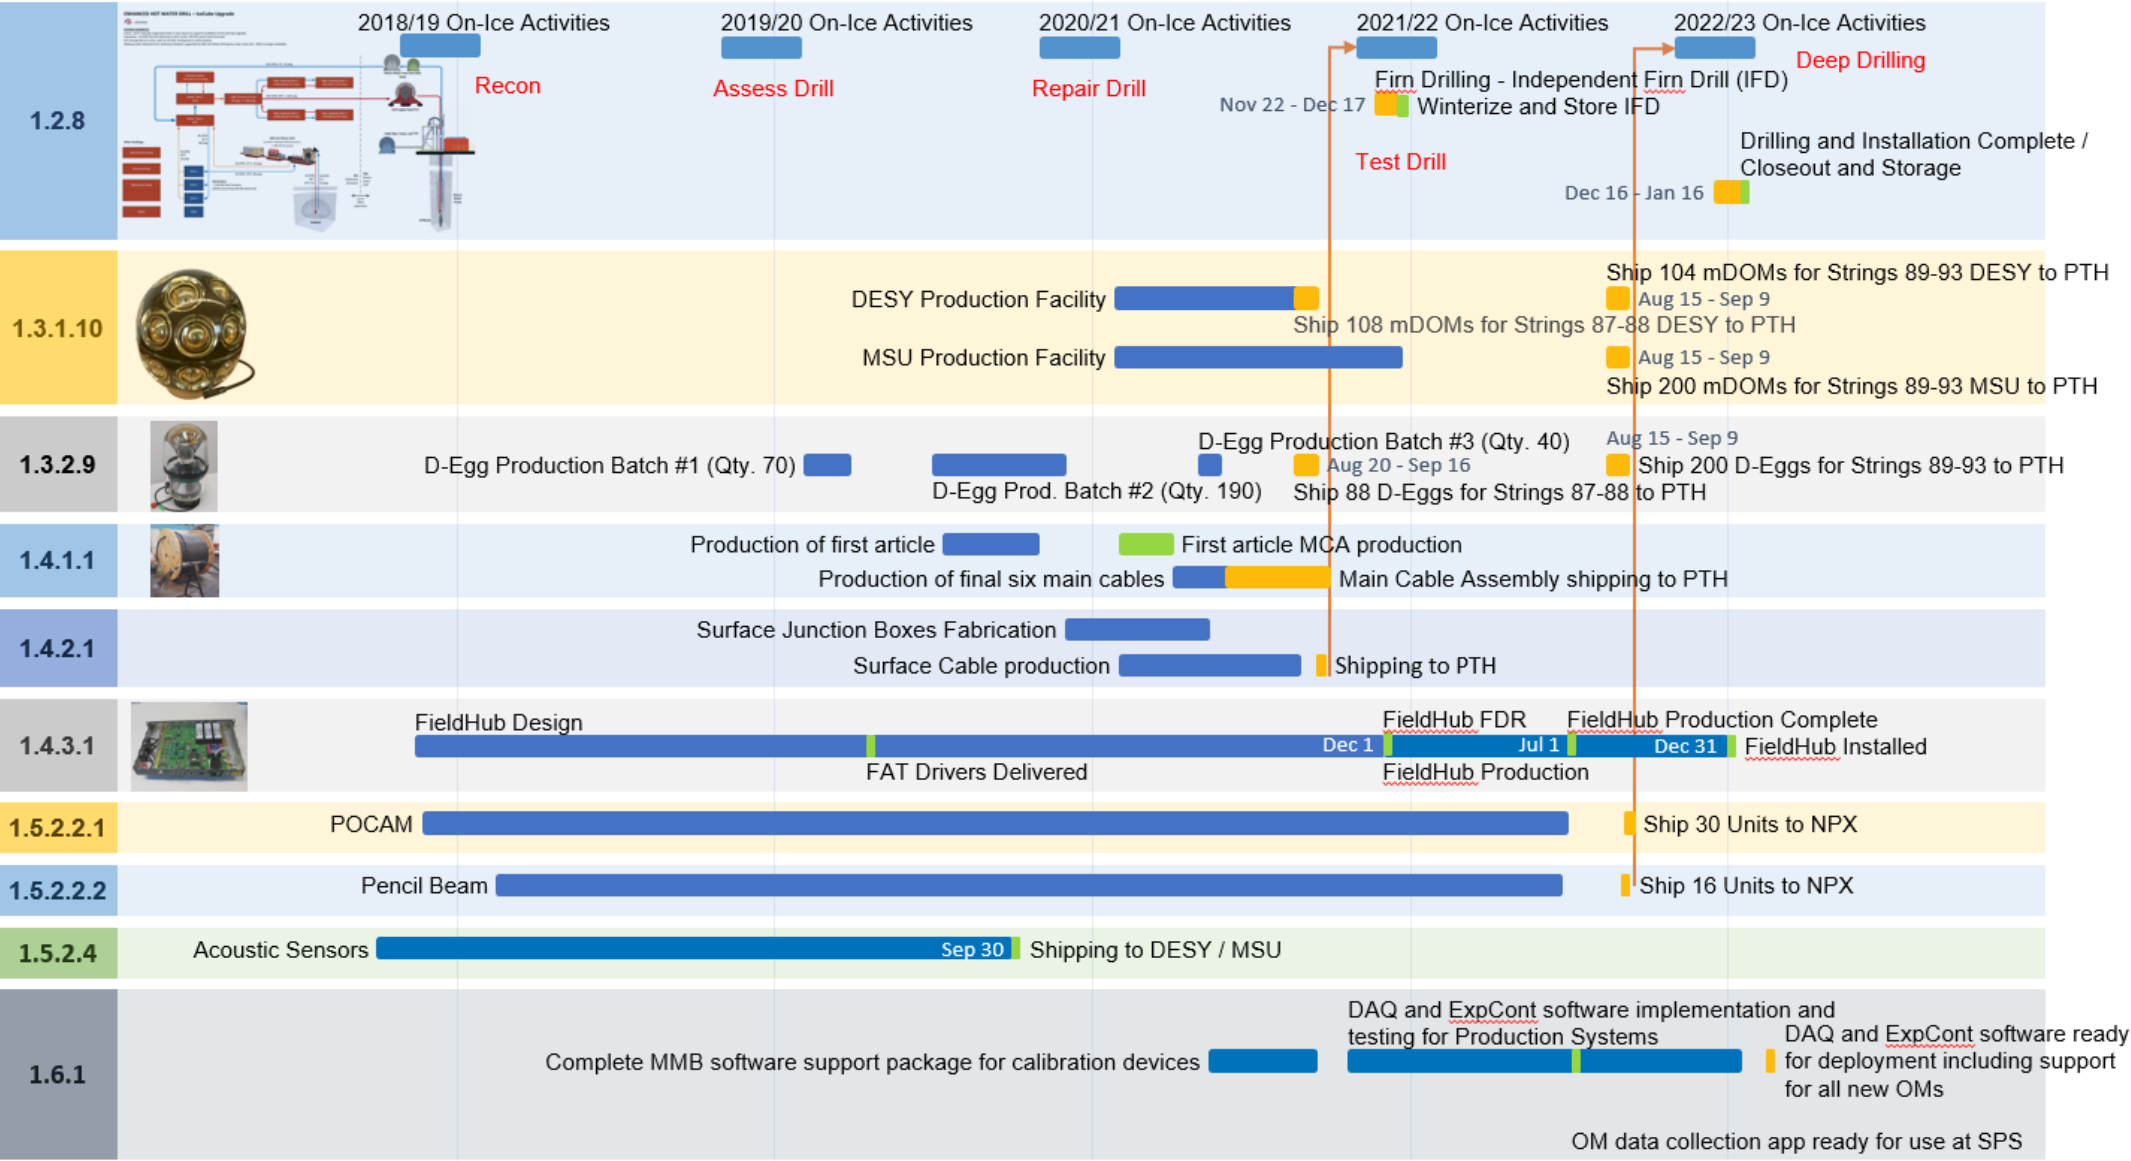 ENHANCED HOT WATER DRILL – IceCube Upgrade
2018/19 On-Ice Activities
2019/20 On-Ice Activities
2020/21 On-Ice Activities
2021/22 On-Ice Activities
2022/23 On-Ice Activities
1.2.8
Recon
Assess Drill
Repair Drill
Deep Drilling
Firn Drilling - Independent Firn Drill (IFD)
Nov 22 - Dec 17
Winterize and Store IFD
Test Drill
Drilling and Installation Complete /
Closeout and Storage
Dec 16 - Jan 16
1.3.1.10
DESY Production Facility
Ship 104 mDOMs for Strings 89-93 DESY to PTH
Aug 15 - Sep 9
Ship 108 mDOMs for Strings 87-88 DESY to PTH
MSU Production Facility
Aug 15 - Sep 9
Ship 200 mDOMs for Strings 89-93 MSU to PTH
1.3.2.9
D-Egg Production Batch #1 (Qty. 70)
D-Egg Prod. Batch #2 (Qty. 190)
D-Egg Production Batch #3 (Qty. 40)
Aug 20 - Sep 16
Ship 88 D-Eggs for Strings 87-88 to PTH
Aug 15 - Sep 9
Ship 200 D-Eggs for Strings 89-93 to PTH
1.4.1.1
Production of first article
First article MCA production
Production of final six main cables
Main Cable Assembly shipping to PTH
1.4.2.1
Surface Junction Boxes Fabrication
Surface Cable production
Shipping to PTH
1.4.3.1
FieldHub Design
FAT Drivers Delivered
Dec 1
FieldHub FDR
FieldHub Production
Jul 1
FieldHub Production Complete
Dec 31
FieldHub Installed
1.5.2.2.1
POCAM
Ship 30 Units to NPX
1.5.2.2.2
Pencil Beam
Ship 16 Units to NPX
1.5.2.4
Acoustic Sensors
Sep 30
Shipping to DESY / MSU
1.6.1
Complete MMB software support package for calibration devices
DAQ and ExpCont software implementation and
testing for Production Systems
DAQ and ExpCont software ready
for deployment including support
for all new OMs
OM data collection app ready for use at SPS